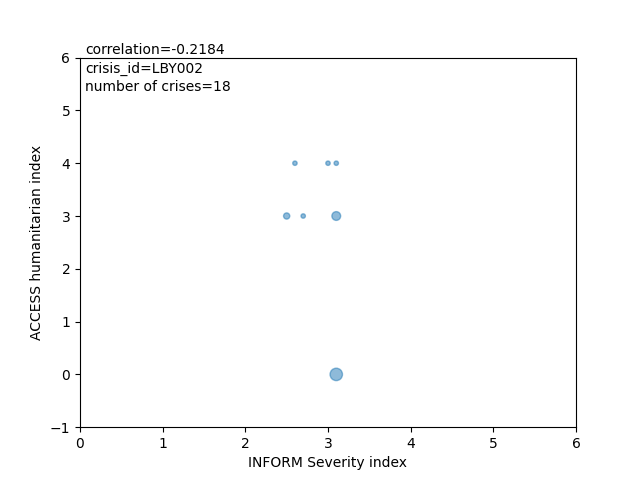 correlation=-0.2184
crisis_id=LBY002
number of crises=18
6
5
4
3
2
1
0
−1
ACCESS humanitarian index
0 1 2 3 4 5 6
INFORM Severity index